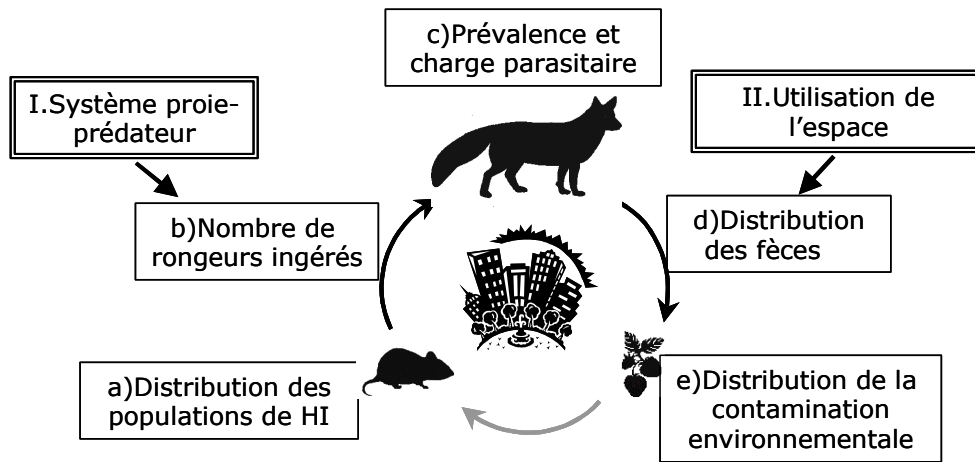 c)Prévalence et
charge parasitaire
I.Système proie-
prédateur
II.Utilisation de
l'espace
b)Nombre de
rongeurs ingérés
d)Distribution
des fèces
a)Distribution des
populations de HI
e)Distribution de la
contamination
environnementale